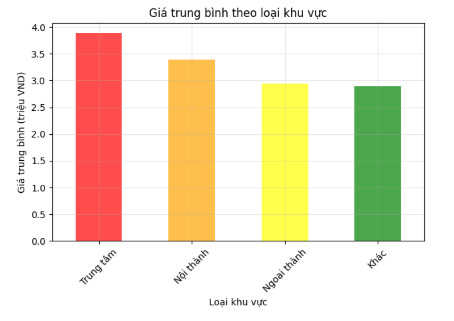 Giá trung bình theo loại khu vực
Giá trung bình (triệu VND)
4.0
3.5
3.0
2.5
2.0
1.5
1.0
0.5
0.0
Trung tâm
Nội thành
Ngoại thành
Khác
Loại khu vực